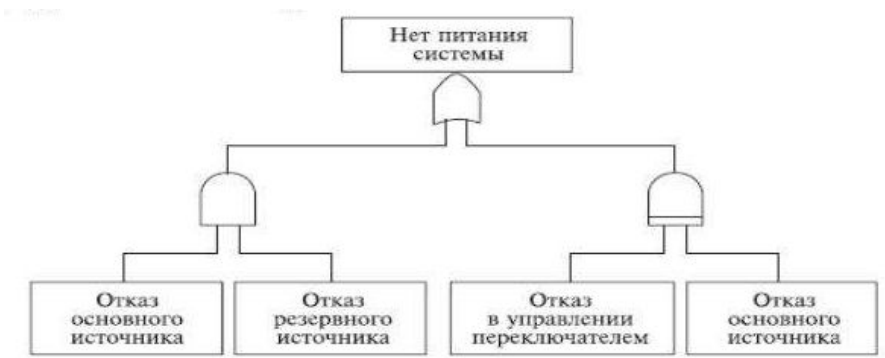 Нет питания
системы
Отказ
основного
источника
Отказ
резервного
источника
Отказ
в управлении
переключателем
Отказ
основного
источника